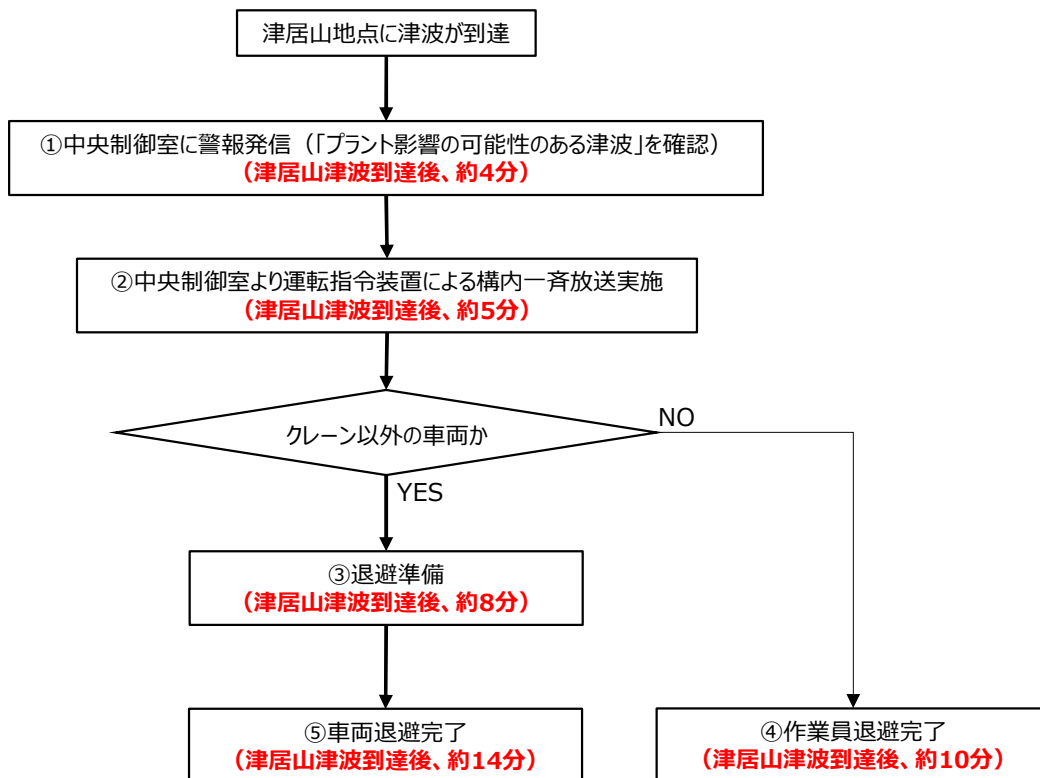 津居山地点に津波が到達
①中央制御室に警報発信（「プラント影響の可能性のある津波」を確認）
（津居山津波到達後、約4分）
②中央制御室より運転指令装置による構内一斉放送実施
（津居山津波到達後、約5分）
クレーン以外の車両か
NO
YES
③退避準備
（津居山津波到達後、約8分）
⑤車両退避完了
（津居山津波到達後、約14分）
④作業員退避完了
（津居山津波到達後、約10分）